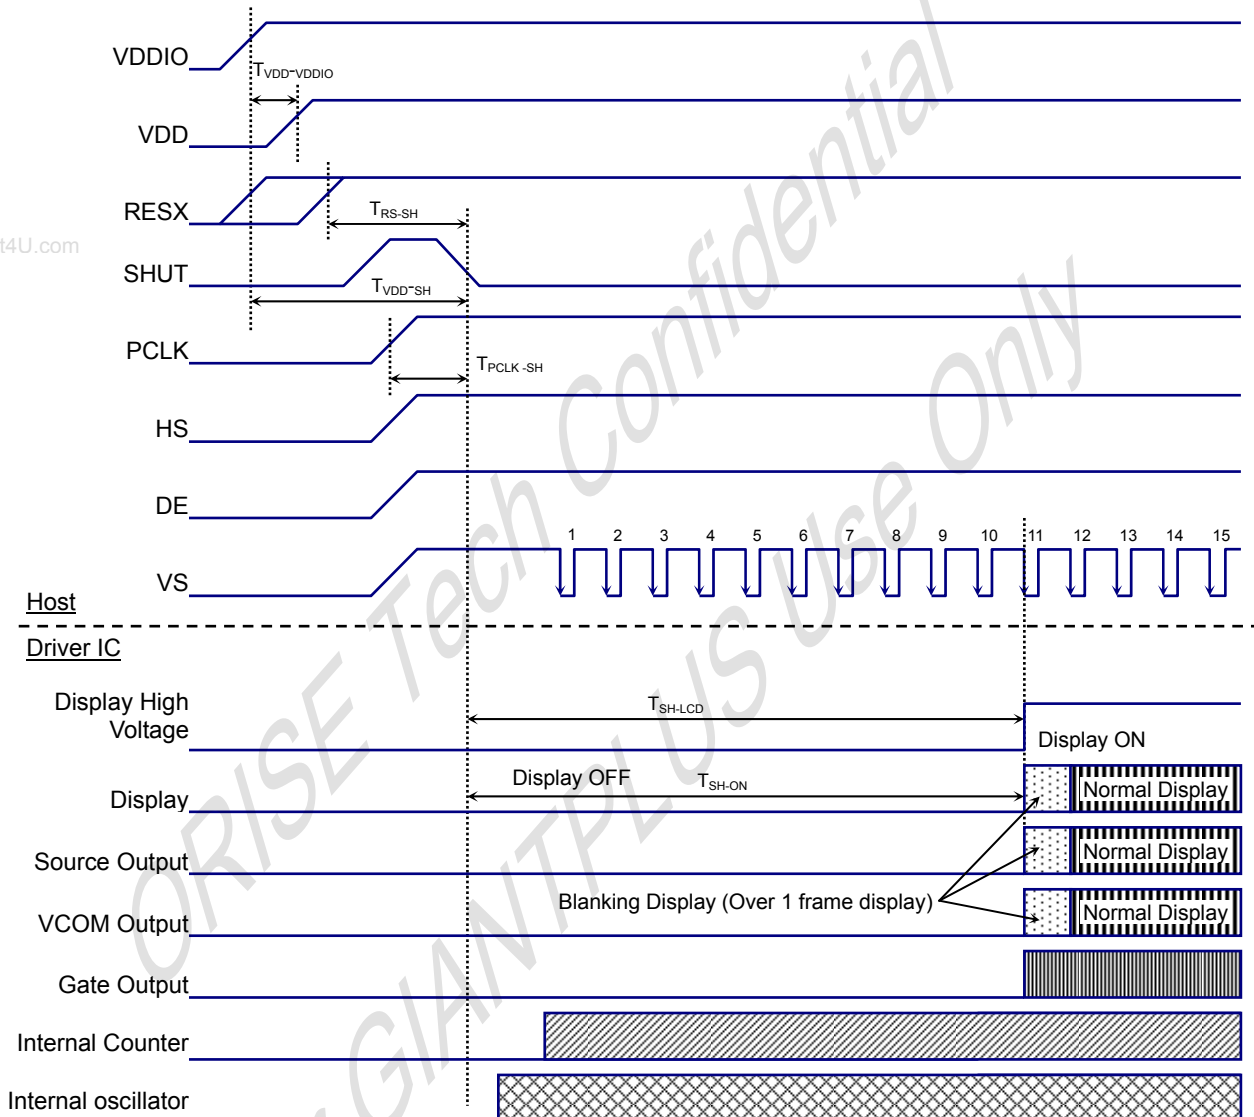 VDDIO
TVDD-VDDIO
VDD
RESX
TRS-SH
t4U.com
SHUT
TVDD-SH
PCLK
TPCLK -SH
HS
DE
1 2 3 4 5 6 7 8 9 10 11 12 13 14 15
VS
Host
Driver IC
Display High
Voltage
TSH-LCD
Display ON
Display OFF
TSH-ON
Display
Normal Display
Source Output
Normal Display
Blanking Display (Over 1 frame display)
VCOM Output
Normal Display
Gate Output
Internal Counter
Internal oscillator
ORISE Tech Confidential
GIANTPLUS Use Only